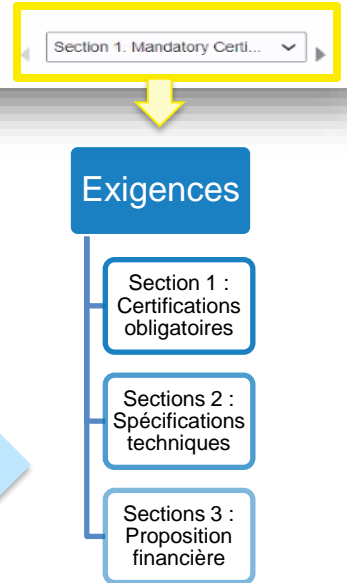 Section 1. Mandatory Certi...
Exigences
Section 1 :
Certifications
obligatoires
Sections 2 :
Spécifications
techniques
Sections 3 :
Proposition
financière